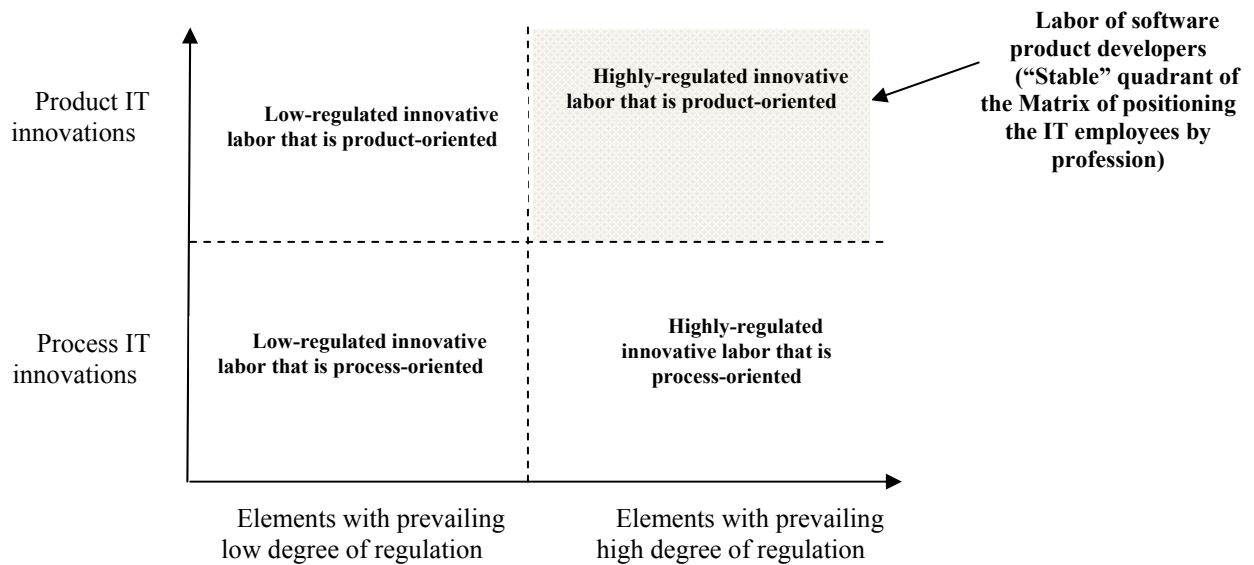 Product IT
innovations
Low-regulated innovative
labor that is product-oriented
Highly-regulated innovative
labor that is product-oriented
Labor of software
product developers
(“Stable” quadrant of
the Matrix of positioning
the IT employees by
profession)
Process IT
innovations
Low-regulated innovative
labor that is process-oriented
Highly-regulated
innovative labor that is
process-oriented
Elements with prevailing
low degree of regulation
Elements with prevailing
high degree of regulation